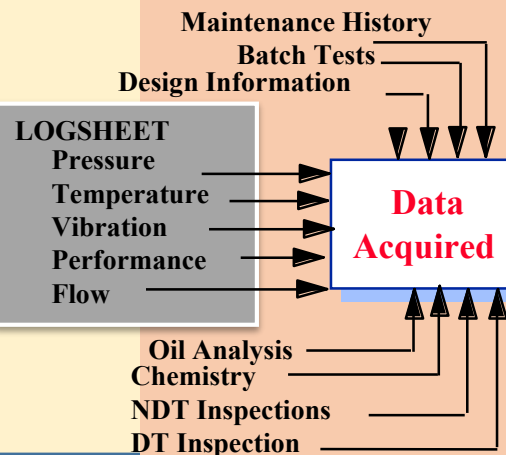 Maintenance History
Batch Tests
Design Information
LOGSHEET
Pressure
Temperature
Vibration
Performance
Flow
Data
Acquired
Oil Analysis
Chemistry
NDT Inspections
DT Inspection